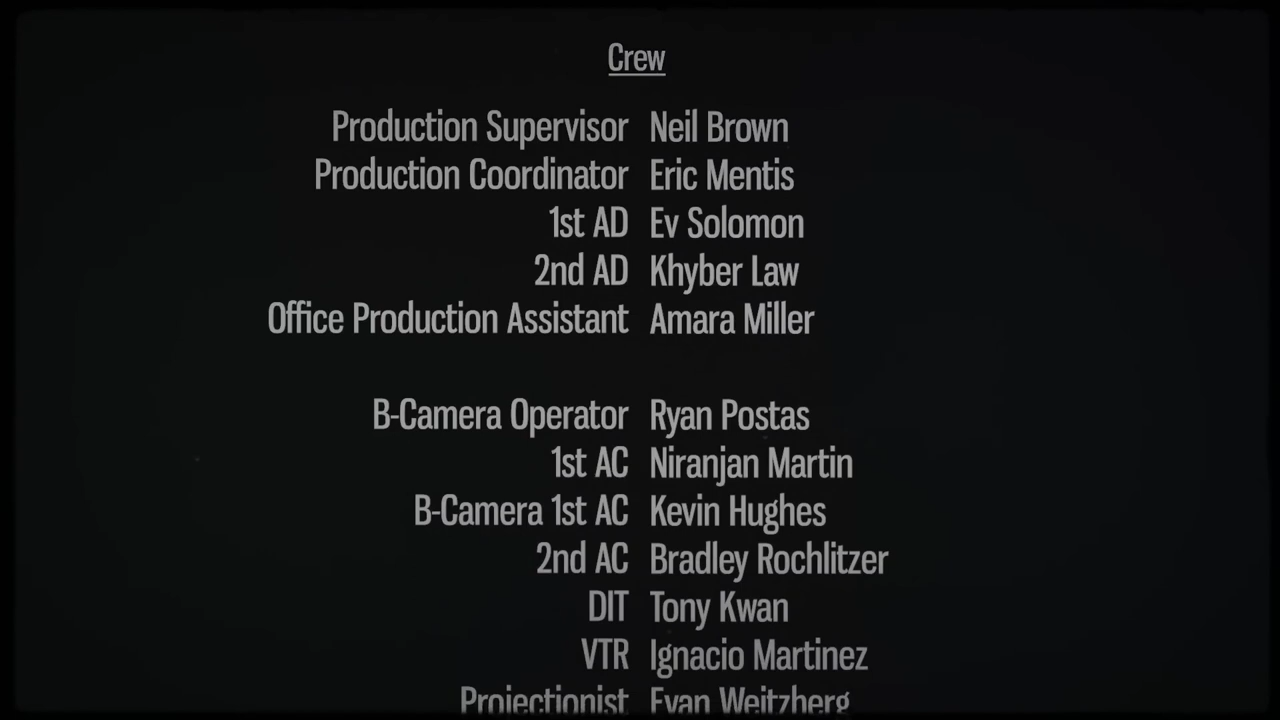 Crew
Production Supervisor Neil Brown
Production Coordinator Eric Mentis
1st AD Ev Solomon
2nd AD Khyber Law
Office Production Assistant Amara Miller
B-Camera Operator Ryan Postas
1st AC Niranjan Martin
B-Camera 1st AC Kevin Hughes
2nd AC Bradley Rochlitzer
DIT Tony Kwan
VTR Ignacio Martinez
Projectionist Evan Weitzberg